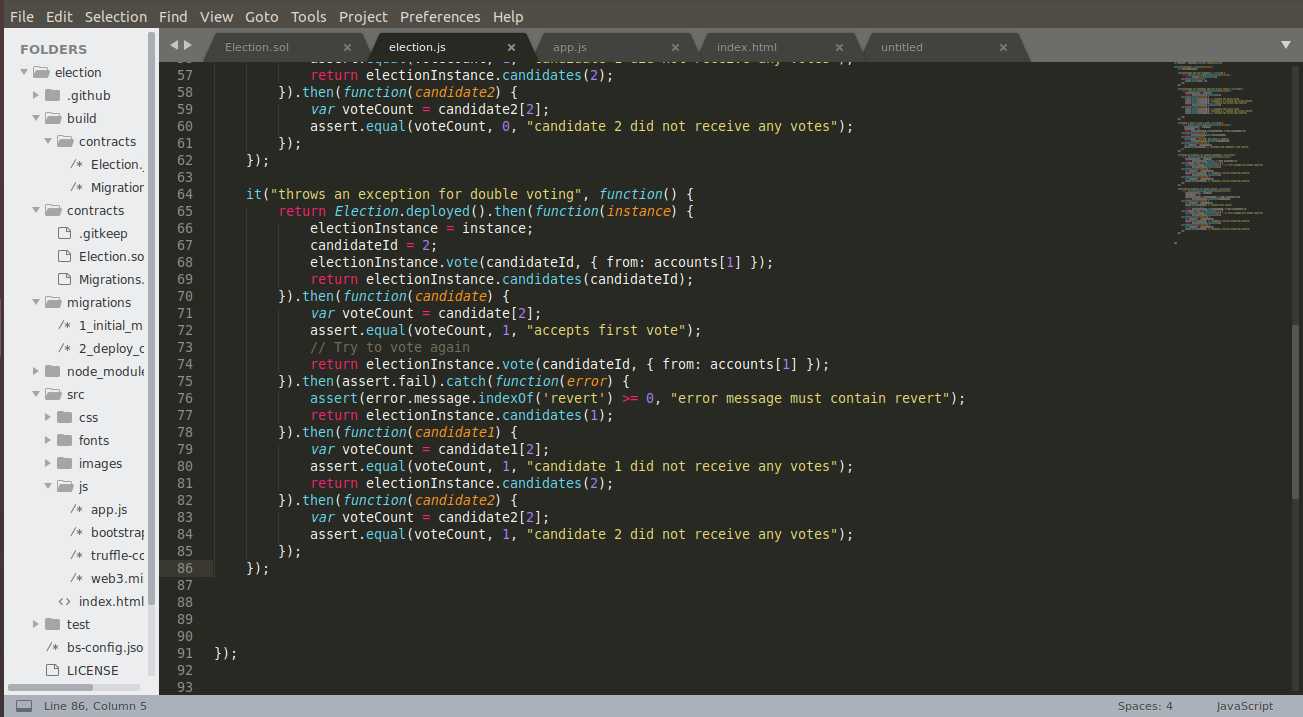 File Edit Selection Find View Goto Tools Project Preferences Help
FOLDERS
election
.github
build
contracts
/* Election.
/* Migration
contracts
.gitkeep
Election.so
Migrations.
migrations
/* 1_initial_m
/* 2_deploy_c
node_module
src
css
fonts
images
js
/* app.js
/* bootstrap
/* truffle-co
/* web3.mi
<> index.html
test
/* bs-config.jso
LICENSE
Election.sol × election.js × app.js × index.html × untitled ×
57 return electionInstance.candidates(2);
58 }).then(function(candidate2) {
59 var voteCount = candidate2[2];
60 assert.equal(voteCount, 0, "candidate 2 did not receive any votes");
61 });
62 });
63
64 it("throws an exception for double voting", function() {
65 return Election.deployed().then(function(instance) {
66 electionInstance = instance;
67 candidateId = 2;
68 electionInstance.vote(candidateId, { from: accounts[1] });
69 return electionInstance.candidates(candidateId);
70 }).then(function(candidate) {
71 var voteCount = candidate[2];
72 assert.equal(voteCount, 1, "accepts first vote");
73 // Try to vote again
74 return electionInstance.vote(candidateId, { from: accounts[1] });
75 }).then(assert.fail).catch(function(error) {
76 assert(error.message.indexOf('revert') >= 0, "error message must contain revert");
77 return electionInstance.candidates(1);
78 }).then(function(candidate1) {
79 var voteCount = candidate1[2];
80 assert.equal(voteCount, 1, "candidate 1 did not receive any votes");
81 return electionInstance.candidates(2);
82 }).then(function(candidate2) {
83 var voteCount = candidate2[2];
84 assert.equal(voteCount, 1, "candidate 2 did not receive any votes");
85 });
86 });
87
88
89
90
91 });
92
93
Line 86, Column 5 Spaces: 4 JavaScript